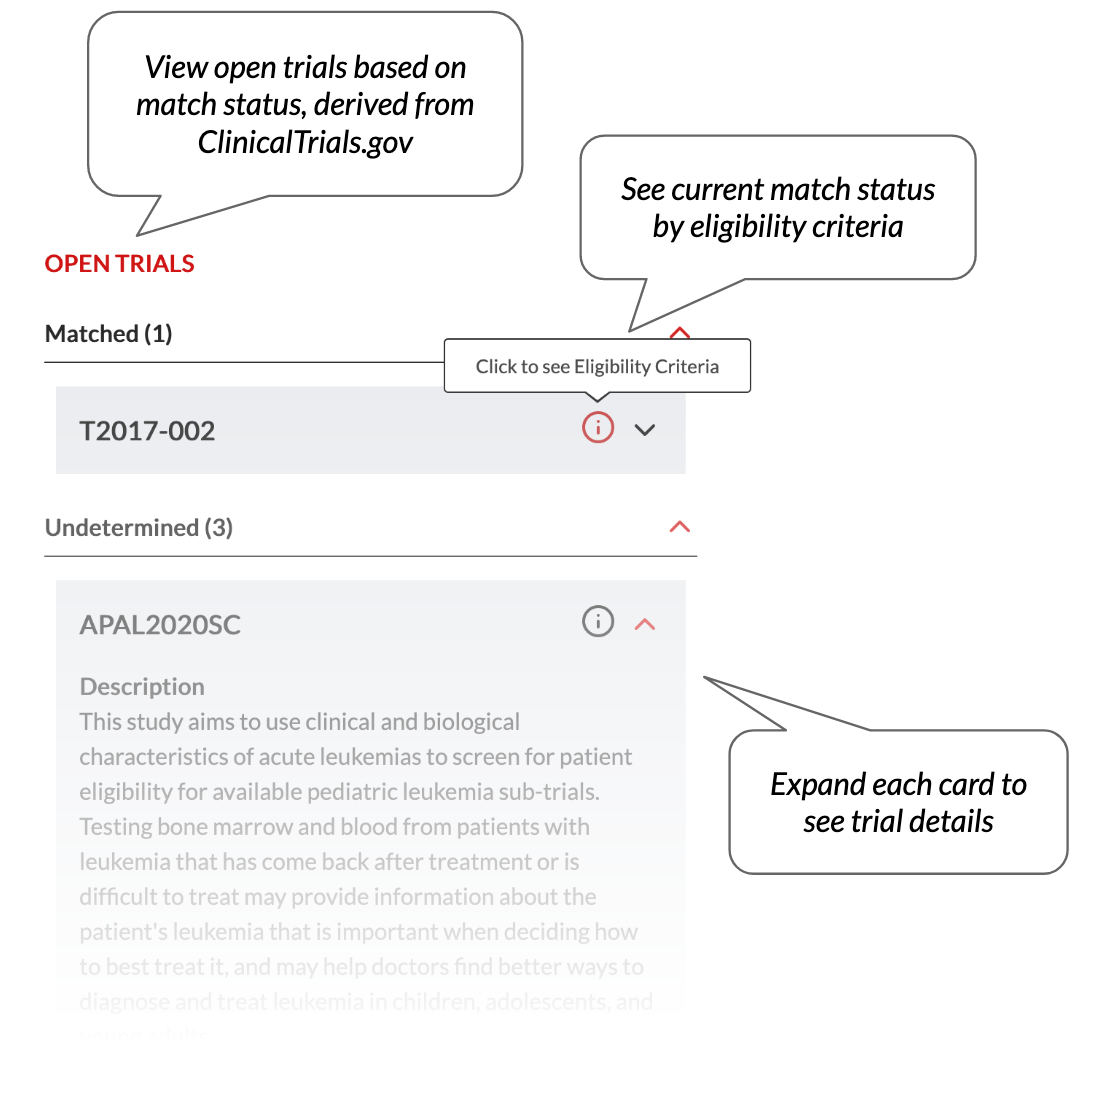 View open trials based on
match status, derived from
ClinicalTrials.gov
See current match status
by eligibility criteria
OPEN TRIALS
Matched (1)
Click to see Eligibility Criteria
T2017-002
Undetermined (3)
APAL2020SC
Description
This study aims to use clinical and biological
characteristics of acute leukemias to screen for patient
eligibility for available pediatric leukemia sub-trials.
Testing bone marrow and blood from patients with
leukemia that has come back after treatment or is
difficult to treat may provide information about the
patient's leukemia that is important when deciding how
to best treat it, and may help doctors find better ways to
diagnose and treat leukemia in children, adolescents, and
young adults.
Expand each card to
see trial details